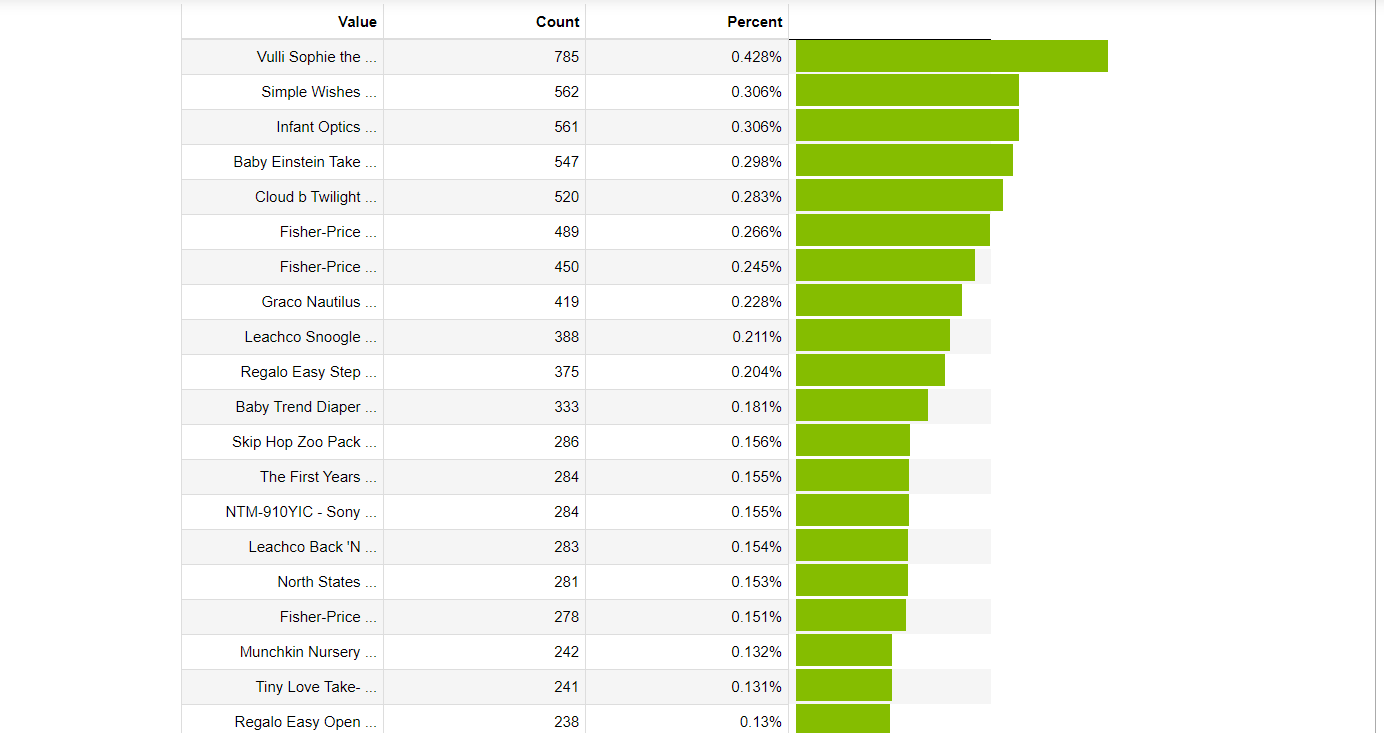 Value Count Percent
Vulli Sophie the ... 785 0.428%
Simple Wishes ... 562 0.306%
Infant Optics ... 561 0.306%
Baby Einstein Take ... 547 0.298%
Cloud b Twilight ... 520 0.283%
Fisher-Price ... 489 0.266%
Fisher-Price ... 450 0.245%
Graco Nautilus ... 419 0.228%
Leachco Snoogle ... 388 0.211%
Regalo Easy Step ... 375 0.204%
Baby Trend Diaper ... 333 0.181%
Skip Hop Zoo Pack ... 286 0.156%
The First Years ... 284 0.155%
NTM-910YIC - Sony ... 284 0.155%
Leachco Back 'N ... 283 0.154%
North States ... 281 0.153%
Fisher-Price ... 278 0.151%
Munchkin Nursery ... 242 0.132%
Tiny Love Take- ... 241 0.131%
Regalo Easy Open ... 238 0.13%